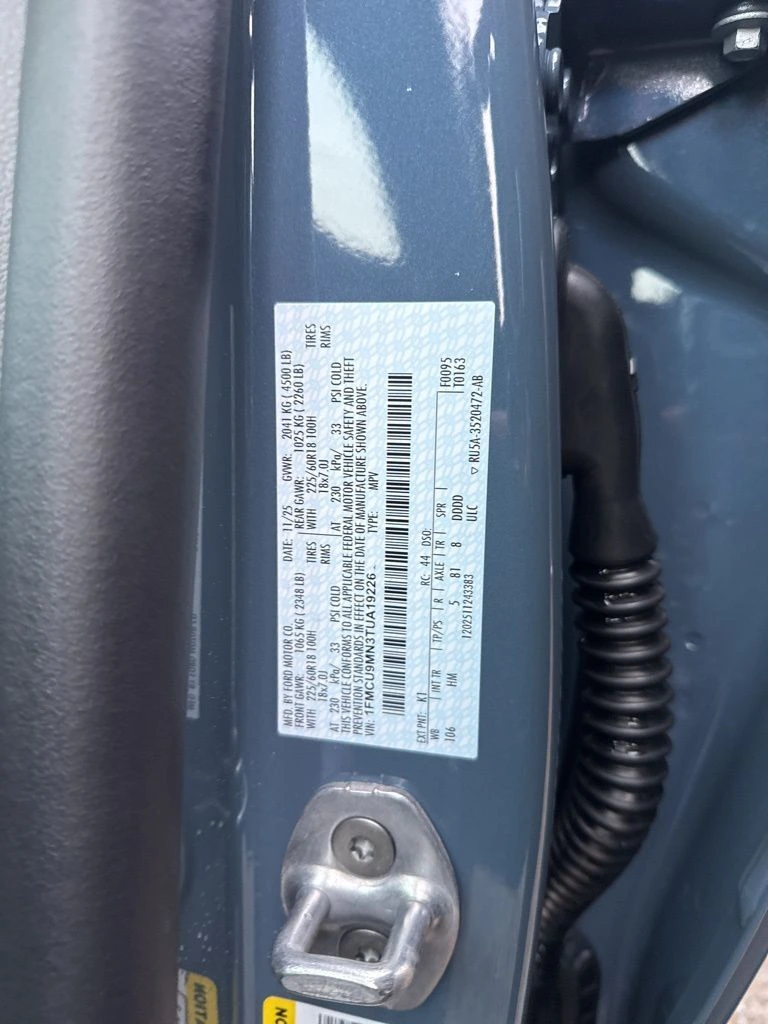 MFD. BY FORD MOTOR CO.
DATE: 11/25 GVWR: 2041 KG ( 4500 LB)
FRONT GAWR: 1065 KG ( 2348 LB) REAR GAWR: 1025 KG ( 2260 LB)
WITH 225/60R18 100H TIRES WITH 225/60R18 100H TIRES
18x7.0J RIMS 18x7.0J RIMS
AT 230 kPa/ 33 PSI COLD AT 230 kPa/ 33 PSI COLD
THIS VEHICLE CONFORMS TO ALL APPLICABLE FEDERAL MOTOR VEHICLE SAFETY AND THEFT
PREVENTION STANDARDS IN EFFECT ON THE DATE OF MANUFACTURE SHOWN ABOVE.
VIN: 1FMCU9MN3TUA19226 TYPE: MPV
EXT PNT: K1 RC: 44 DSO: F0095
WB INT TR TP/PS R AXLE TR SPR T0163
106 HM 5 81 8 DDDD
1202511243383 ULC ▽ RU5A-3520472-AB